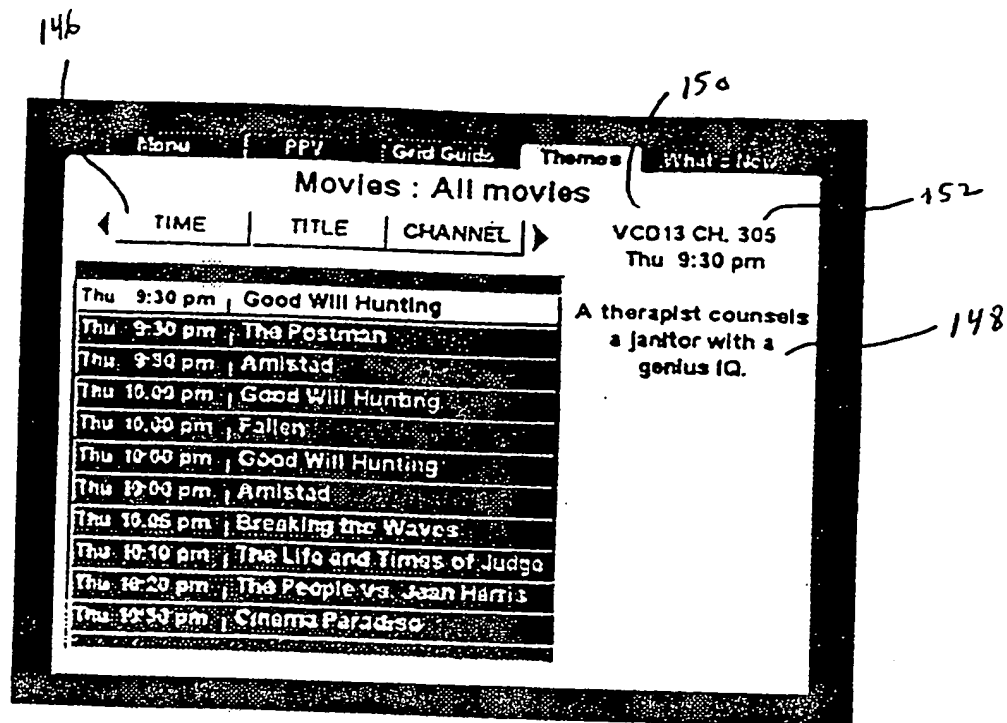 146
150
Menu PPV Grid Guide Themes What's New
Movies : All movies
152
TIME TITLE CHANNEL
VCD13 CH. 305
Thu 9:30 pm
Thu 9:30 pm Good Will Hunting
A therapist counsels
a janitor with a
genius IQ.
148
Thu 9:30 pm The Postman
Thu 9:30 pm Amistad
Thu 10:00 pm Good Will Hunting
Thu 10:00 pm Fallen
Thu 10:00 pm Good Will Hunting
Thu 10:00 pm Amistad
Thu 10:05 pm Breaking the Waves
Thu 10:10 pm The Life and Times of Judge
Thu 10:20 pm The People vs. Jean Harris
Thu pm Cinema Paradiso